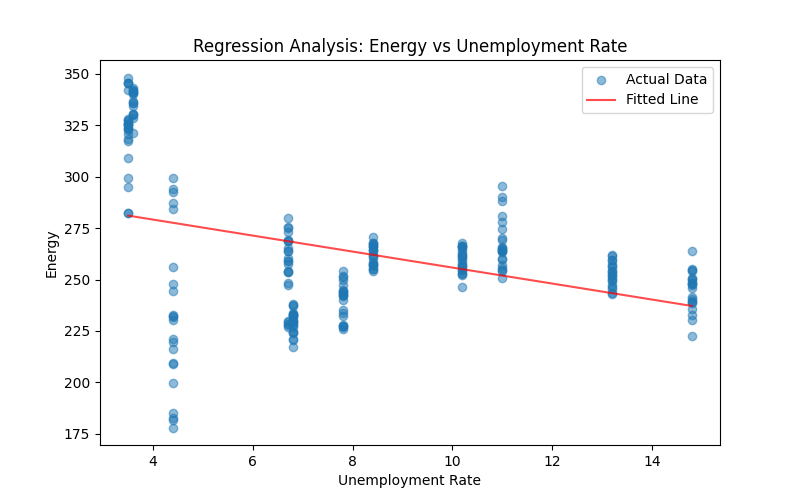 Regression Analysis: Energy vs Unemployment Rate
Actual Data
Fitted Line
350
325
300
275
250
225
200
175
Energy
4 6 8 10 12 14
Unemployment Rate